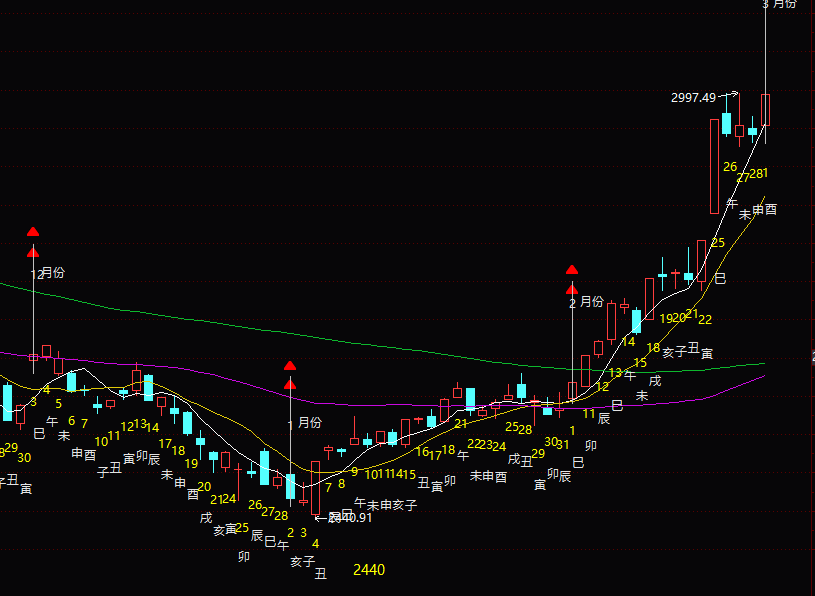 3 月份
2997.49
26
27
28
1
午
未
申
酉
25
巳
12月份
2 月份
14
19
20
21
22
18
15
亥
子
丑
寅
13
午
戌
12
未
3
4
5
6
7
巳
午
未
申
酉
29
30
子
丑
寅
10
11
12
13
14
子
丑
寅
卯
辰
17
18
19
20
未
申
酉
戌
21
24
亥
寅
25
卯
26
27
28
辰
巳
午
1 月份
2
3
4
亥
子
丑
2440.91
2440
7
8
9
10
11
14
15
午
未
申
亥
子
16
17
18
丑
寅
卯
21
午
22
23
24
未
申
酉
25
28
戌
丑
29
寅
30
31
卯
辰
1
巳
11
卯
辰
巳